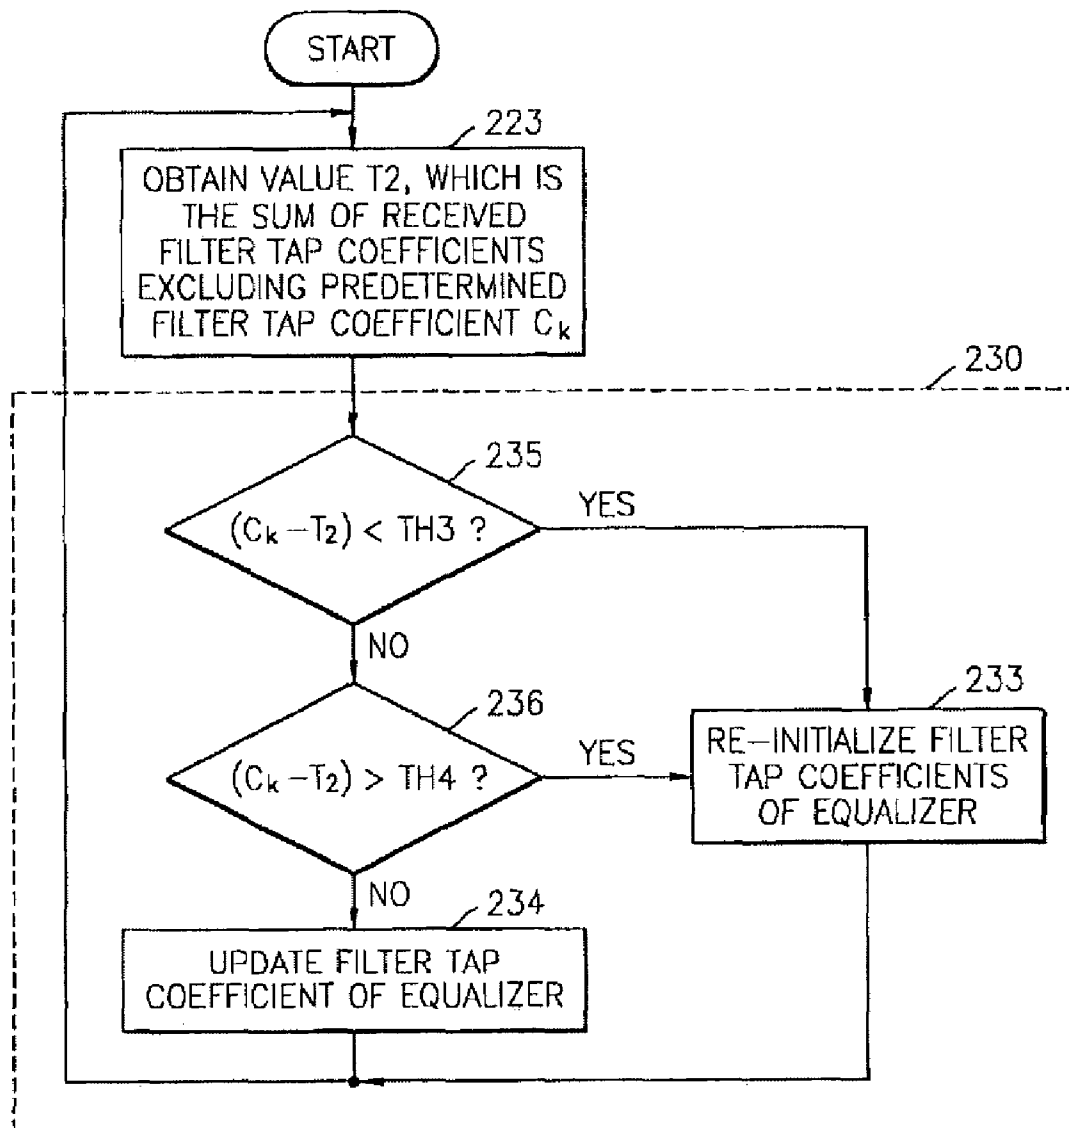 START
223
OBTAIN VALUE T2, WHICH IS
THE SUM OF RECEIVED
FILTER TAP COEFFICIENTS
EXCLUDING PREDETERMINED
FILTER TAP COEFFICIENT Ck
230
235
(Ck-T2) < TH3 ?
YES
NO
236
(Ck-T2) > TH4 ?
YES
233
RE-INITIALIZE FILTER
TAP COEFFICIENTS
OF EQUALIZER
NO
234
UPDATE FILTER TAP
COEFFICIENT OF EQUALIZER